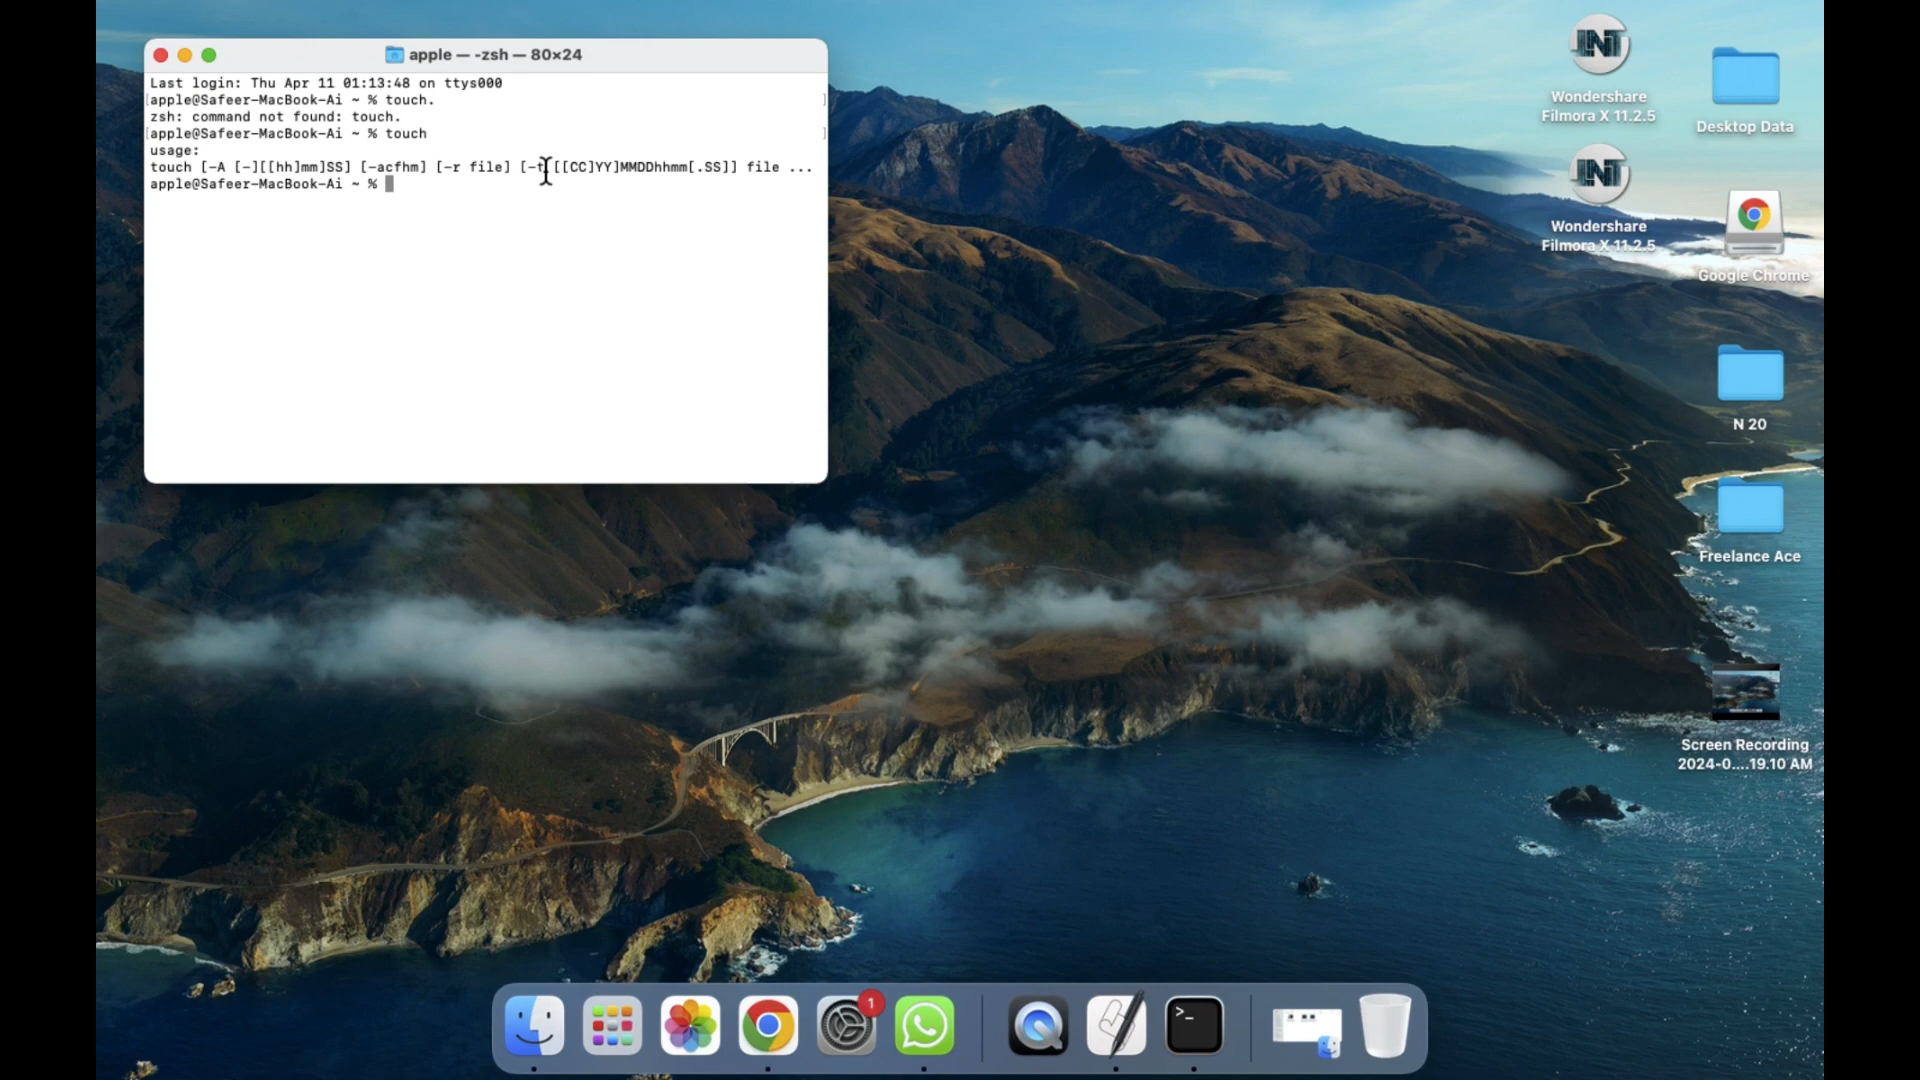 apple — -zsh — 80×24
Last login: Thu Apr 11 01:13:48 on ttys000
[apple@Safeer-MacBook-Ai ~ % touch. ]
zsh: command not found: touch.
[apple@Safeer-MacBook-Ai ~ % touch ]
usage:
touch [-A [-][[hh]mm]SS] [-acfhm] [-r file] [-t [[CC]YY]MMDDhhmm[.SS]] file ...
apple@Safeer-MacBook-Ai ~ %
Wondershare
Filmora X 11.2.5
Desktop Data
Wondershare
Filmora X 11.2.5
Google Chrome
N 20
Freelance Ace
Screen Recording
2024-0....19.10 AM
1
>_